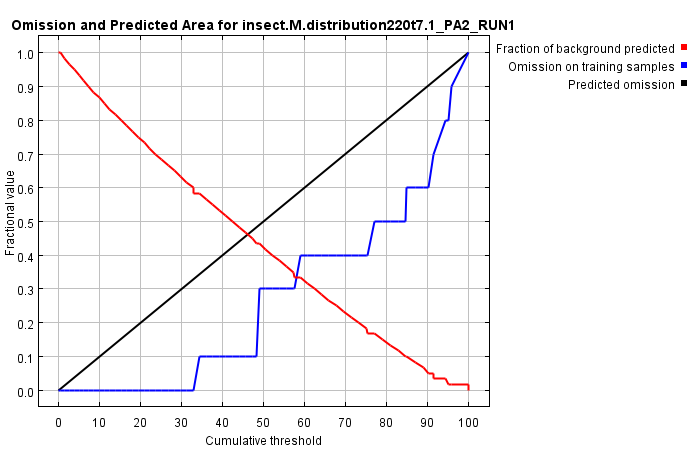 Omission and Predicted Area for insect.M.distribution220t7.1_PA2_RUN1
Fraction of background predicted
Omission on training samples
Predicted omission
Fractional value
1.0
0.9
0.8
0.7
0.6
0.5
0.4
0.3
0.2
0.1
0.0
0 10 20 30 40 50 60 70 80 90 100
Cumulative threshold